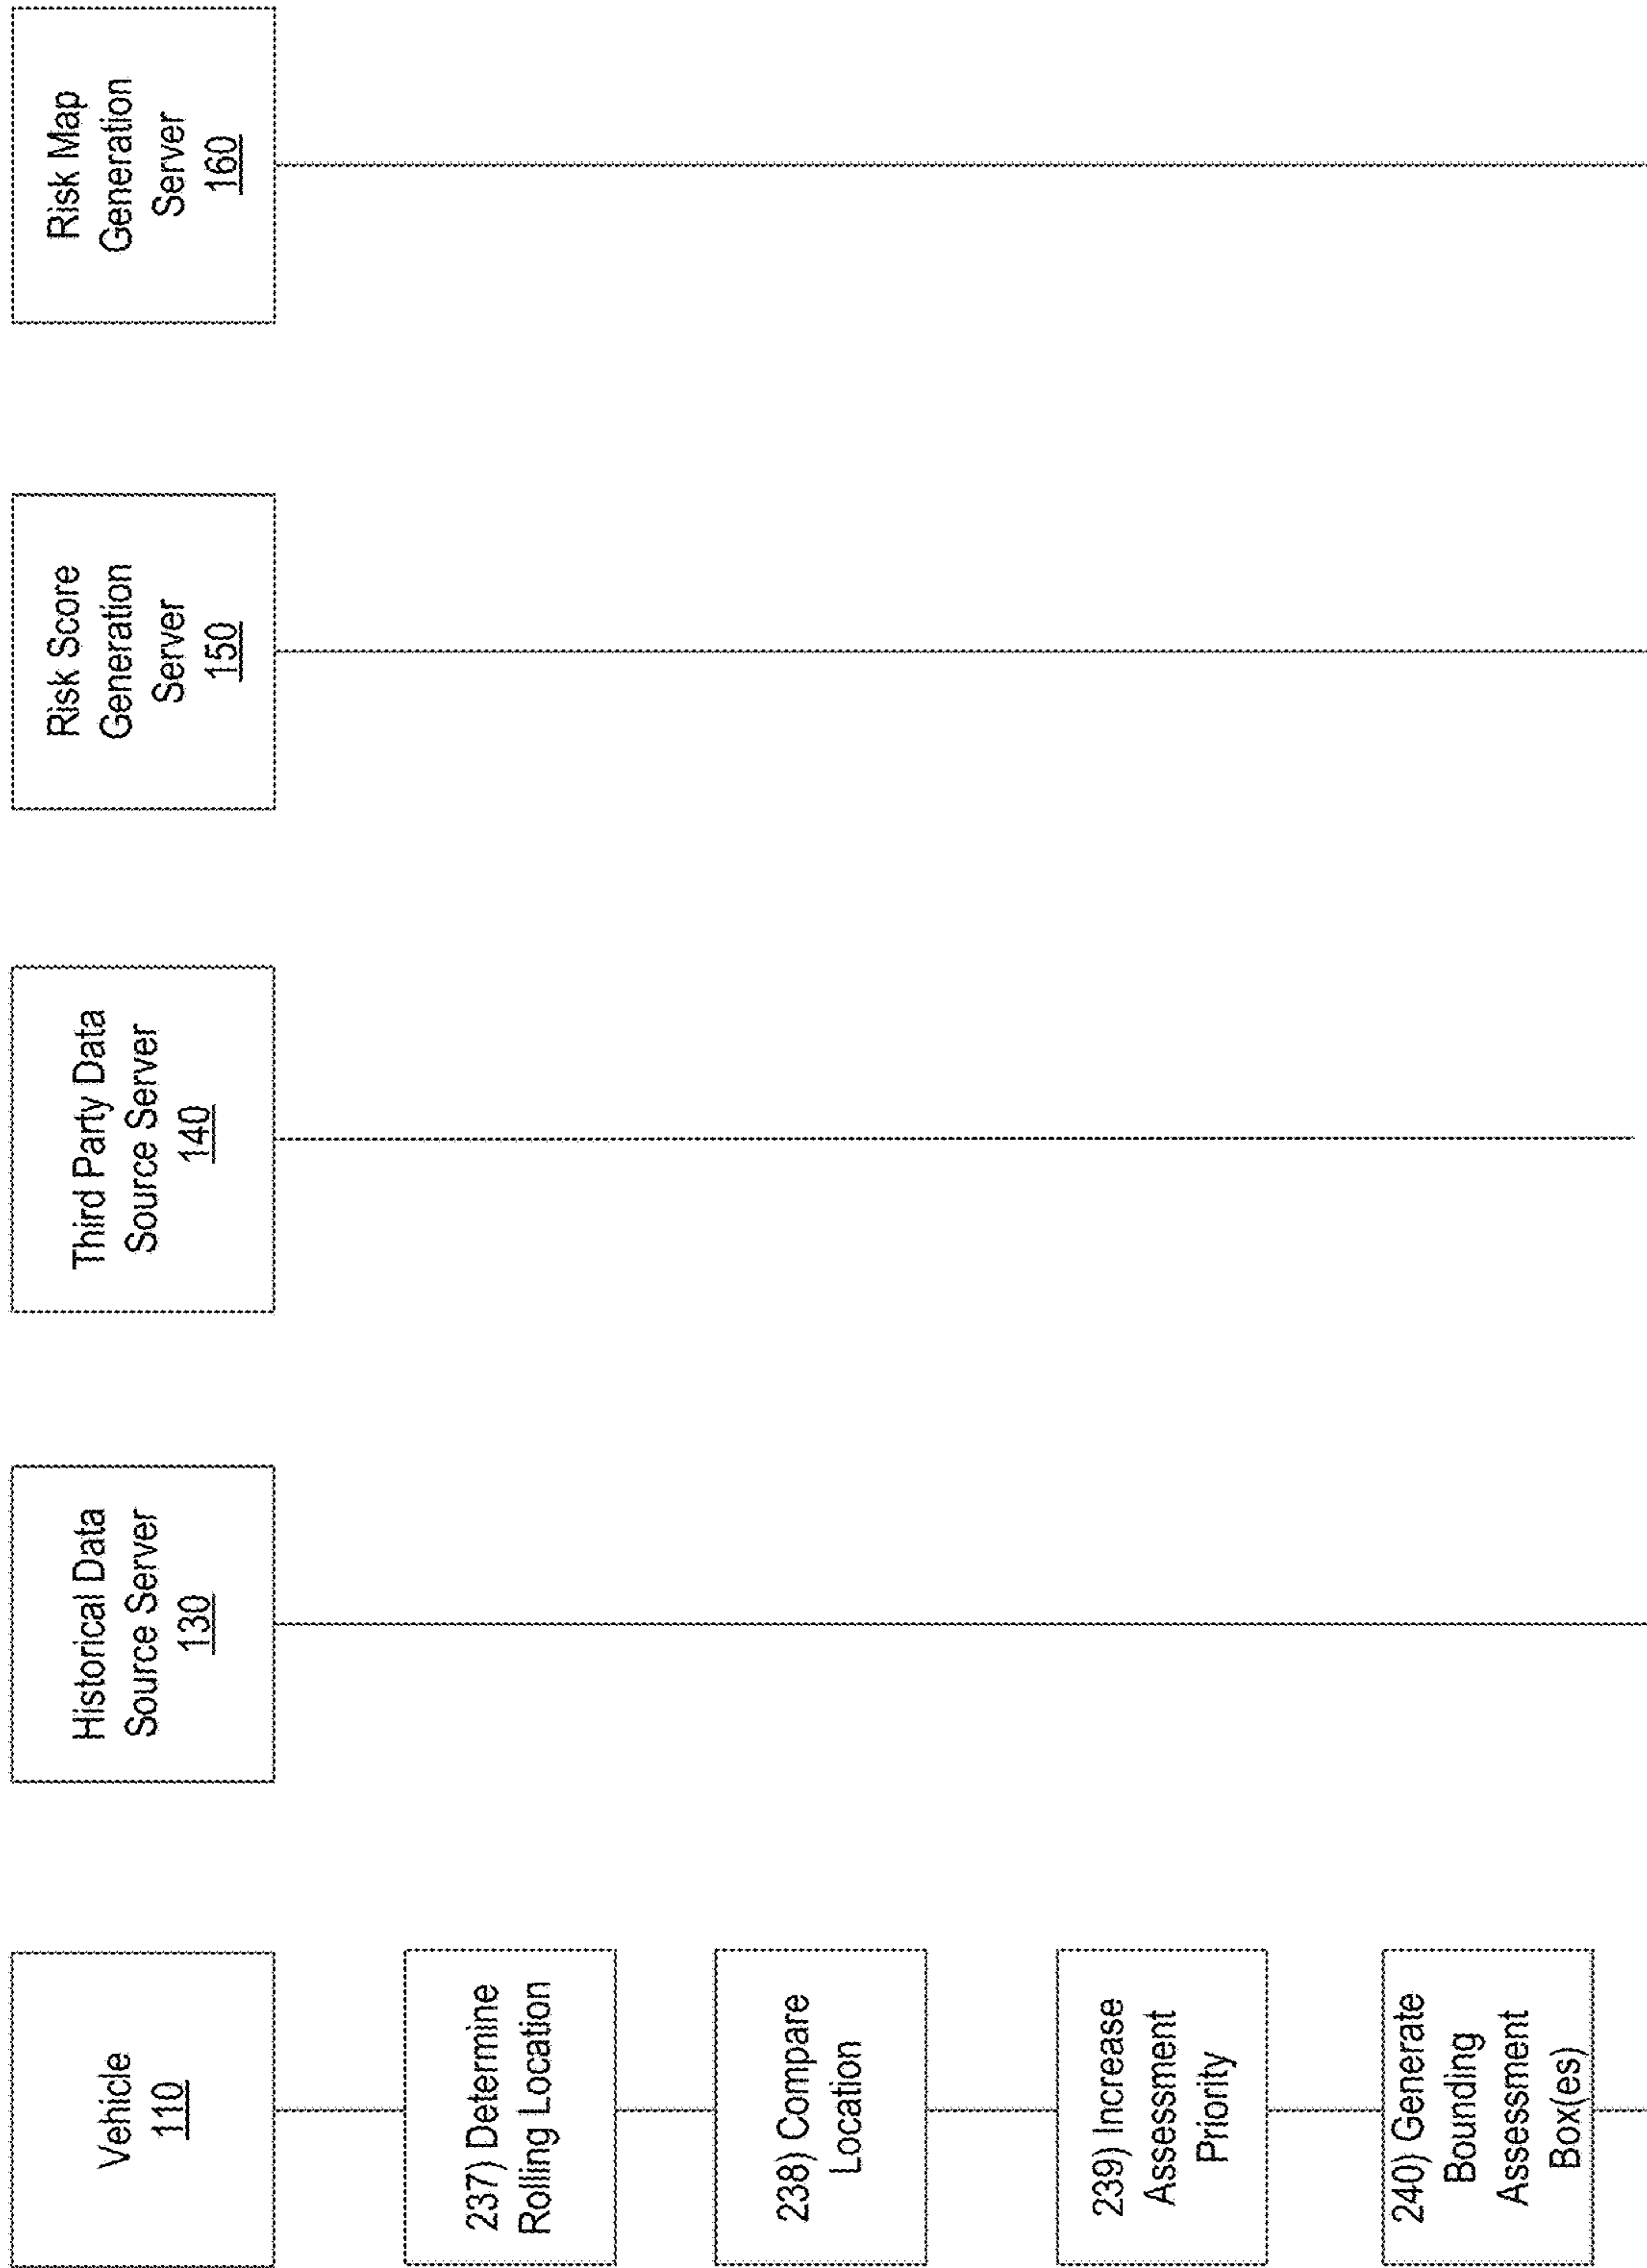 Vehicle
110
Historical Data
Source Server
130
Third Party Data
Source Server
140
Risk Score
Generation
Server
150
Risk Map
Generation
Server
160
237) Determine
Rolling Location
238) Compare
Location
239) Increase
Assessment
Priority
240) Generate
Bounding
Assessment
Box(es)